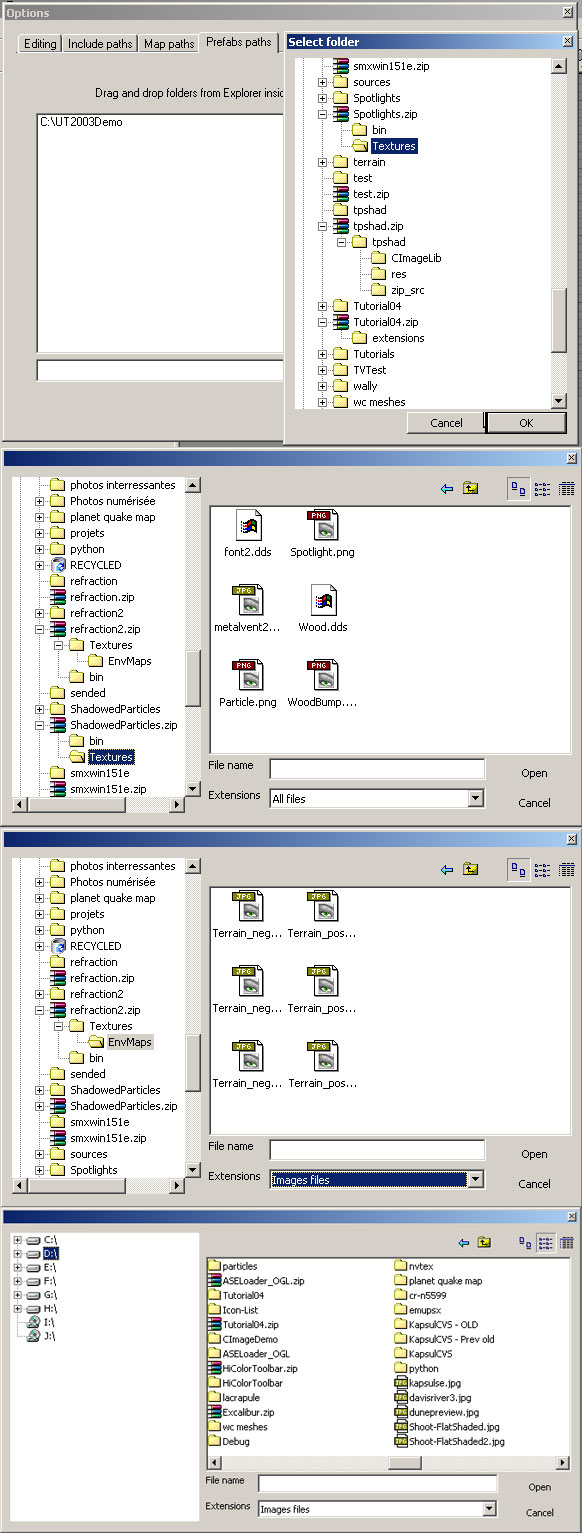 Options
Editing Include paths Map paths Prefabs paths
Drag and drop folders from Explorer insid
C:\UT2003Demo
Select folder
smxwin151e.zip
sources
Spotlights
Spotlights.zip
bin
Textures
terrain
test
test.zip
tpshad
tpshad.zip
tpshad
CImageLib
res
zip_src
Tutorial04
Tutorial04.zip
extensions
Tutorials
TVTest
wally
wc meshes
Cancel OK
photos interressantes
Photos numérisée
planet quake map
projets
python
RECYCLED
refraction
refraction.zip
refraction2
refraction2.zip
Textures
EnvMaps
bin
sended
ShadowedParticles
ShadowedParticles.zip
bin
Textures
smxwin151e
smxwin151e.zip
font2.dds Spotlight.png
metalvent2... Wood.dds
Particle.png WoodBump....
File name Open
Extensions All files Cancel
photos interressantes
Photos numérisée
planet quake map
projets
python
RECYCLED
refraction
refraction.zip
refraction2
refraction2.zip
Textures
EnvMaps
bin
sended
ShadowedParticles
ShadowedParticles.zip
smxwin151e
smxwin151e.zip
sources
Spotlights
Terrain_neg... Terrain_pos...
Terrain_neg... Terrain_pos...
Terrain_neg... Terrain_pos...
File name Open
Extensions Images files Cancel
C:\
D:\
E:\
F:\
G:\
H:\
I:\
J:\
particles
ASELoader_OGL.zip
Tutorial04
Icon-List
Tutorial04.zip
CImageDemo
ASELoader_OGL
HiColorToolbar.zip
HiColorToolbar
lacrapule
Excalibur.zip
wc meshes
Debug
nvtex
planet quake map
cr-n5599
emupsx
KapsulCVS - OLD
KapsulCVS - Prev old
KapsulCVS
python
kapsulse.jpg
davisriver3.jpg
dunepreview.jpg
Shoot-FlatShaded.jpg
Shoot-FlatShaded2.jpg
File name Open
Extensions Images files Cancel